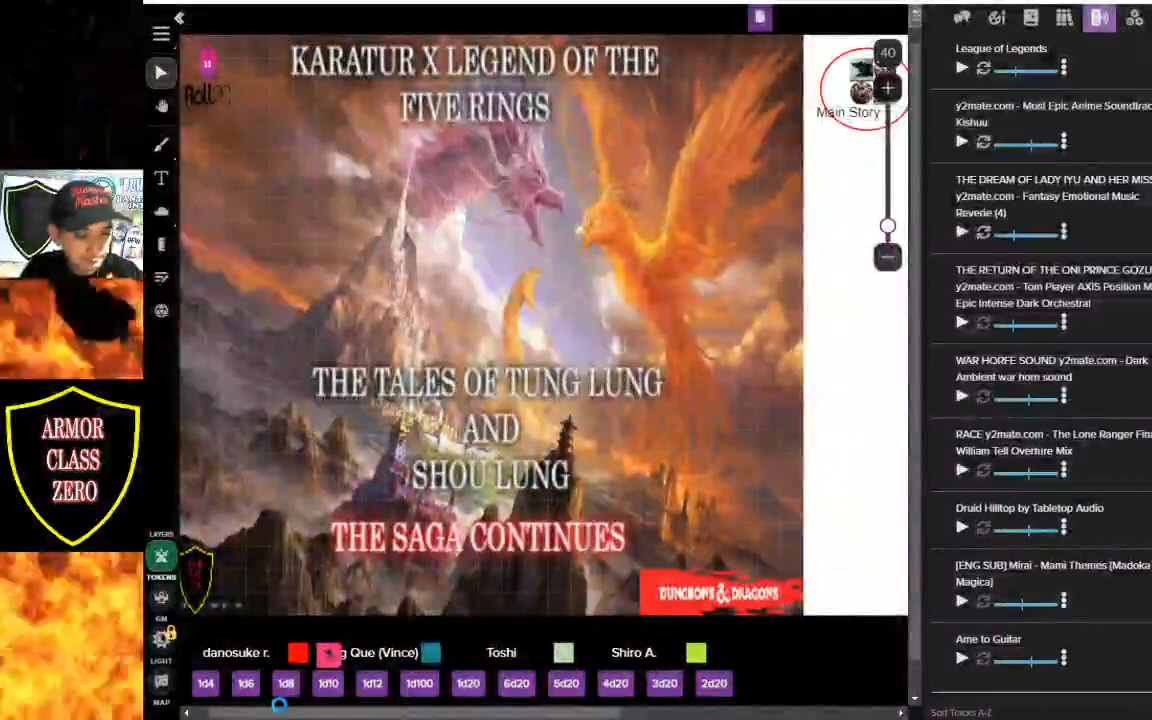 KARATUR X LEGEND OF THE
FIVE RINGS
THE TALES OF TUNG LUNG
AND
SHOU LUNG
THE SAGA CONTINUES
DUNGEONS & DRAGONS
Main Story
40
ARMOR
CLASS
ZERO
LAYERS
TOKENS
GM
LIGHT
MAP
danosuke r.
g Que (Vince)
Toshi
Shiro A.
1d4
1d6
1d8
1d10
1d12
1d100
1d20
6d20
5d20
4d20
3d20
2d20
League of Legends
y2mate.com - Most Epic Anime Soundtrac
Kishuu
THE DREAM OF LADY IYU AND HER MISS
y2mate.com - Fantasy Emotional Music
Reverie (4)
THE RETURN OF THE ONI PRINCE GOZU
y2mate.com - Tom Player AXIS Position M
Epic Intense Dark Orchestral
WAR HORFE SOUND y2mate.com - Dark
Ambient war horn sound
RACE y2mate.com - The Lone Ranger Fina
William Tell Overture Mix
Druid Hilltop by Tabletop Audio
[ENG SUB] Mirai - Mami Themes [Madoka
Magica]
Ame to Guitar
Sort Tracks A-Z